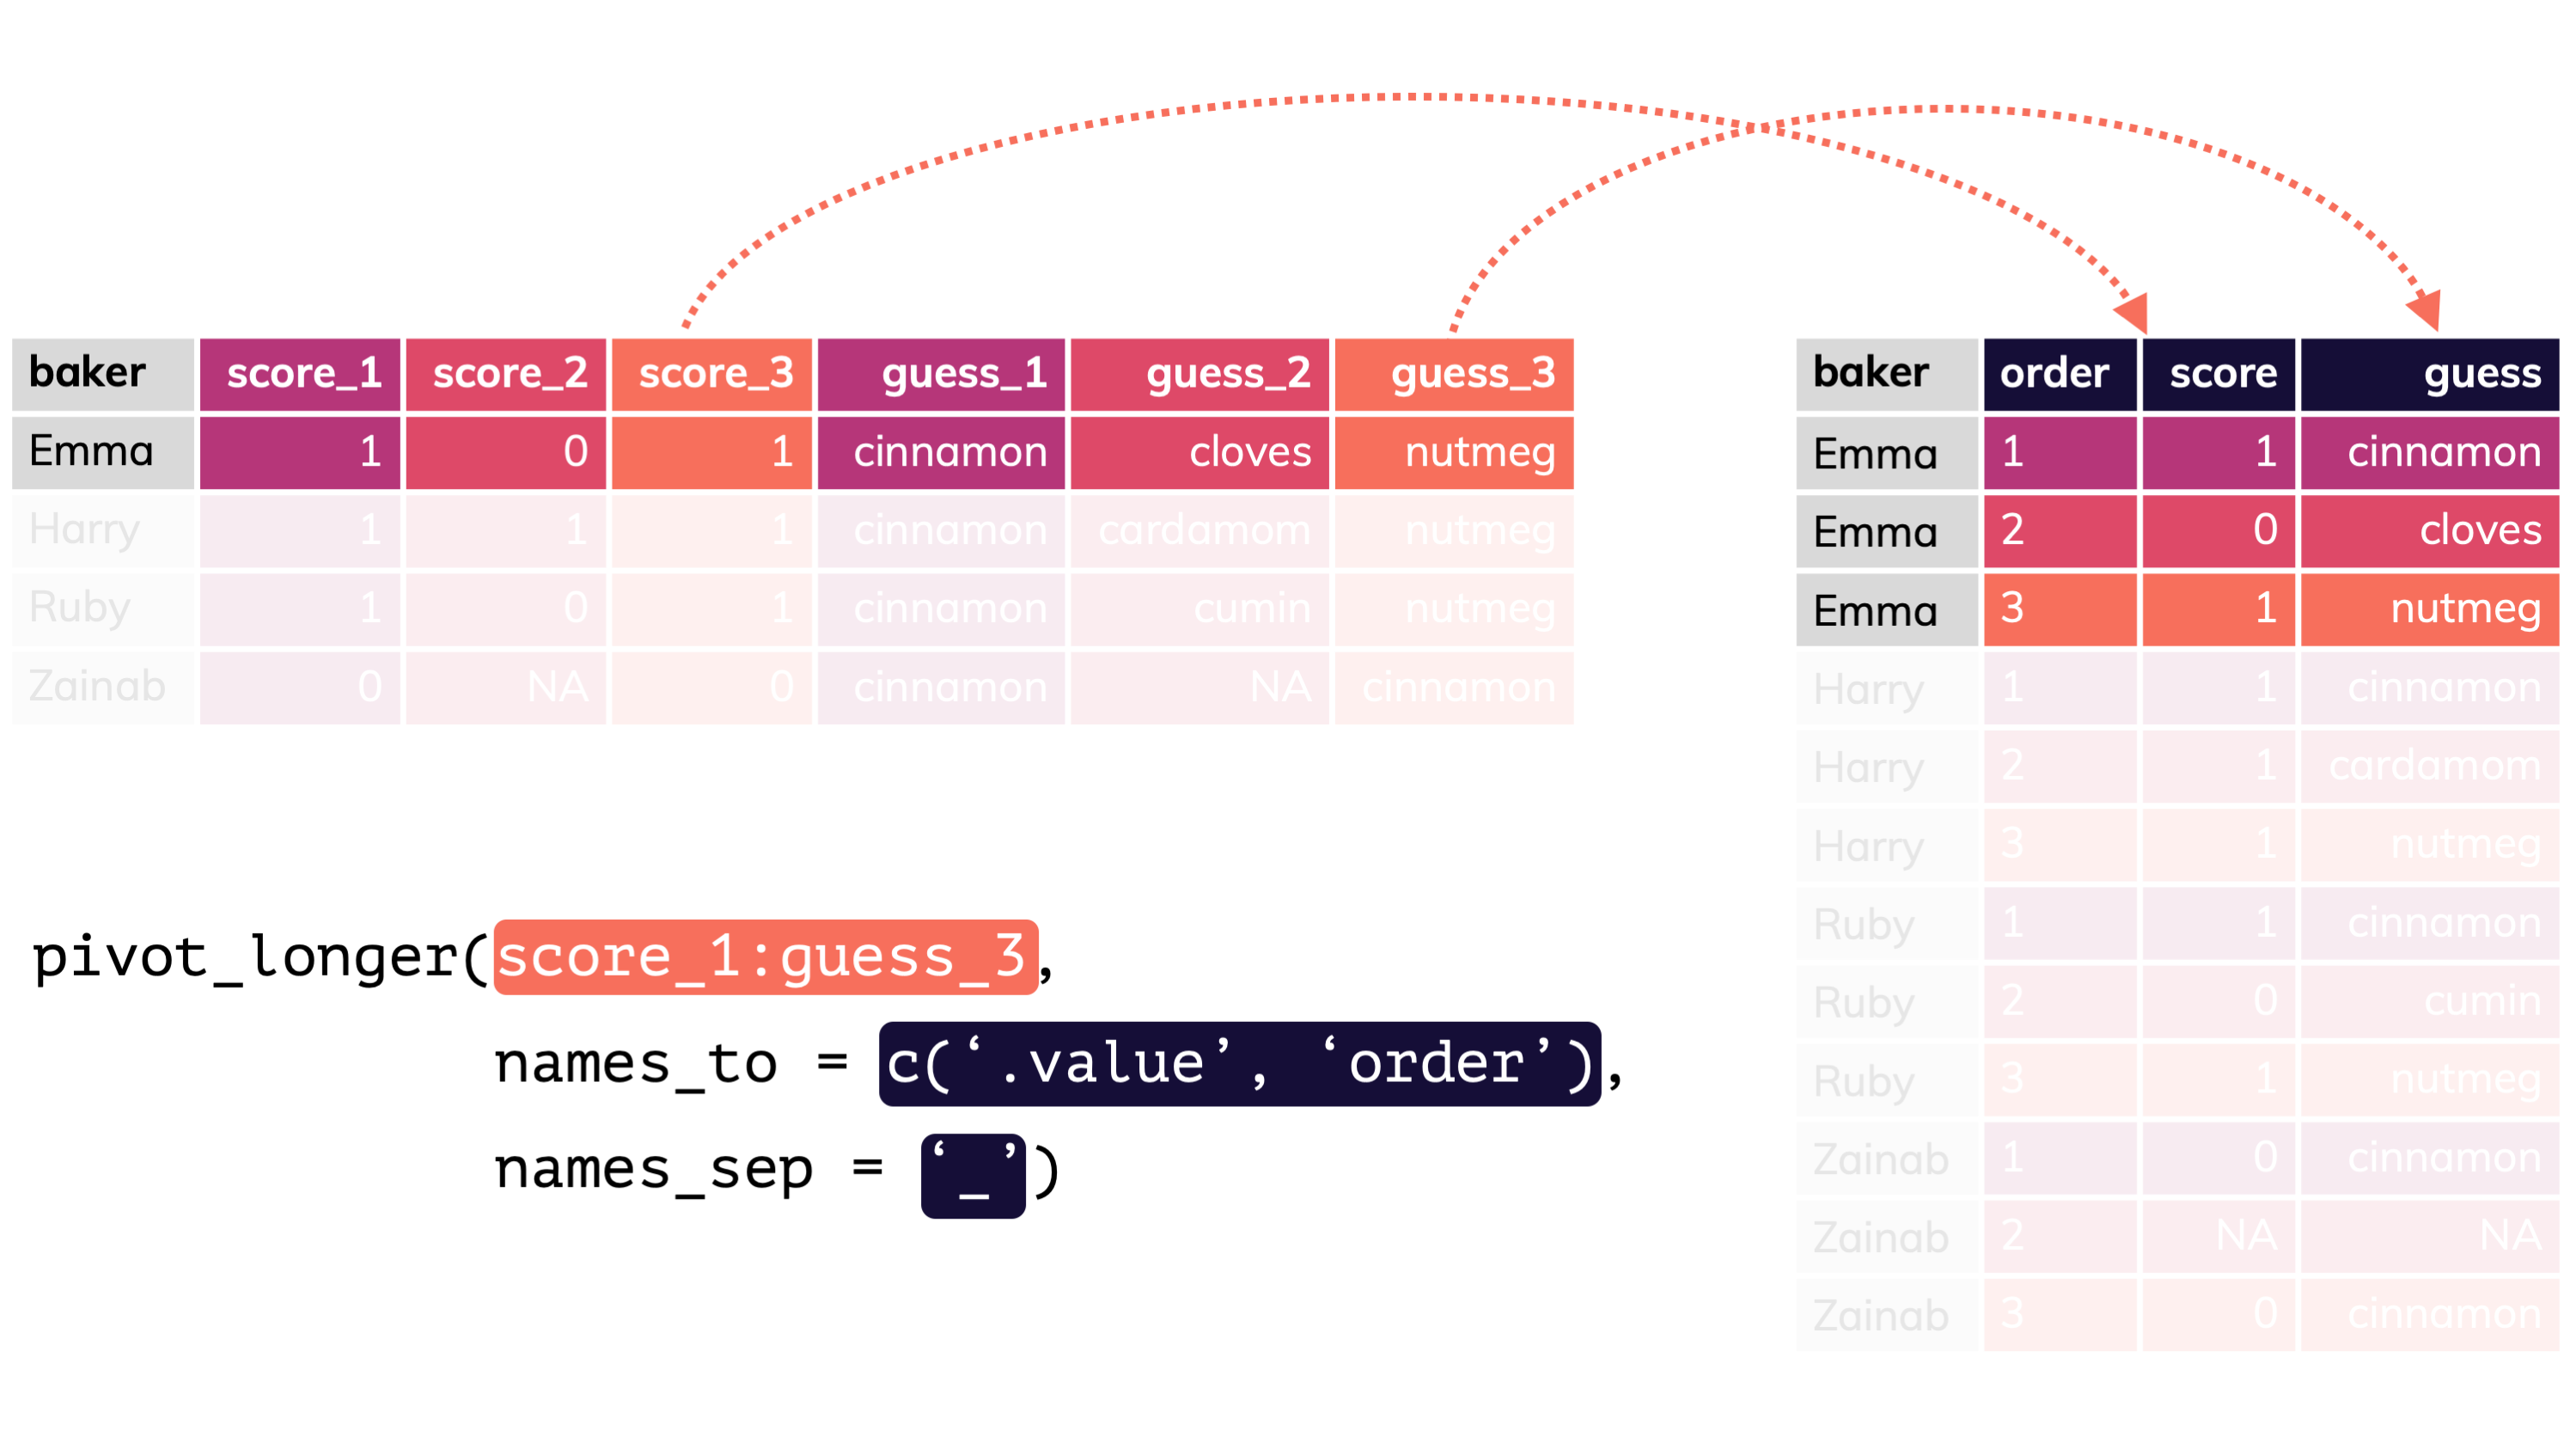 baker score_1 score_2 score_3 guess_1 guess_2 guess_3
Emma 1 0 1 cinnamon cloves nutmeg
Harry 1 1 1 cinnamon cardamom nutmeg
Ruby 1 0 1 cinnamon cumin nutmeg
Zainab 0 NA 0 cinnamon NA cinnamon
pivot_longer(score_1:guess_3,
names_to = c(‘.value’, ‘order’),
names_sep = ‘_’)
baker order score guess
Emma 1 1 cinnamon
Emma 2 0 cloves
Emma 3 1 nutmeg
Harry 1 1 cinnamon
Harry 2 1 cardamom
Harry 3 1 nutmeg
Ruby 1 1 cinnamon
Ruby 2 0 cumin
Ruby 3 1 nutmeg
Zainab 1 0 cinnamon
Zainab 2 NA NA
Zainab 3 0 cinnamon